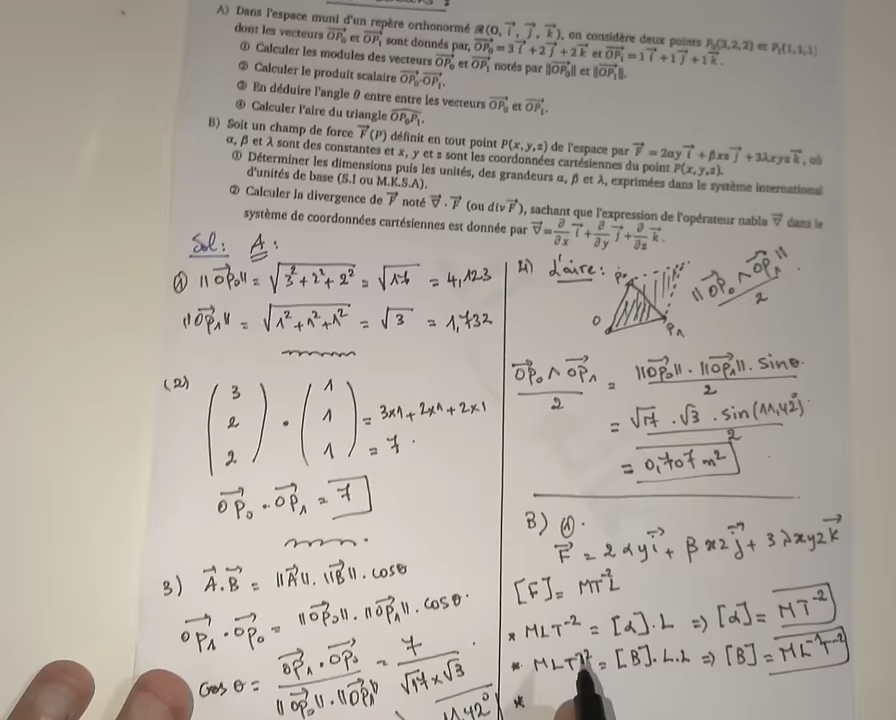 A) Dans l'espace muni d'un repère orthonormé ℛ(O, i⃗, j⃗, k⃗), on considère deux points P₀(3,2,2) et P₁(1,1,1)
dont les vecteurs OP₀⃗ et OP₁⃗ sont donnés par, OP₀⃗ = 3 i⃗ + 2 j⃗ + 2 k⃗ et OP₁⃗ = 1 i⃗ + 1 j⃗ + 1 k⃗.
① Calculer les modules des vecteurs OP₀⃗ et OP₁⃗ notés par ||OP₀⃗|| et ||OP₁⃗||.
② Calculer le produit scalaire OP₀⃗·OP₁⃗.
③ En déduire l'angle θ entre entre les vecteurs OP₀⃗ et OP₁⃗.
④ Calculer l'aire du triangle OP₀P₁.
B) Soit un champ de force F⃗(P) définit en tout point P(x,y,z) de l'espace par F⃗ = 2αy i⃗ + βxz j⃗ + 3λxyz k⃗, où
α, β et λ sont des constantes et x, y et z sont les coordonnées cartésiennes du point P(x,y,z).
① Déterminer les dimensions puis les unités, des grandeurs α, β et λ, exprimées dans le système international
d'unités de base (S.I ou M.K.S.A).
② Calculer la divergence de F⃗ noté ∇⃗ · F⃗ (ou div F⃗), sachant que l'expression de l'opérateur nabla ∇⃗ dans le
système de coordonnées cartésiennes est donnée par ∇⃗ = ∂/∂x i⃗ + ∂/∂y j⃗ + ∂/∂z k⃗.
Sol: A:
① ||OP₀⃗|| = √(3²+2²+2²) = √17 = 4,123
||OP₁⃗|| = √(1²+1²+1²) = √3 = 1,732
(2) (3 2 2) · (1 1 1) = 3×1 + 2×1 + 2×1
= 7.
OP₀⃗ · OP₁⃗ = 7
3) A⃗.B⃗ = ||A⃗||. ||B⃗||. cosθ
OP₁⃗ . OP₀⃗ = ||OP₀⃗||. ||OP₁⃗||. cosθ.
Cos θ = OP₁⃗ . OP₀⃗ / ||OP₀⃗||. ||OP₁⃗|| = 7 / √17 × √3
11,42°
4) L'aire: P₀ O P₁ ||OP₀⃗ ∧ OP₁⃗|| / 2
OP₀⃗ ∧ OP₁⃗ / 2 = ||OP₀⃗||. ||OP₁⃗||. Sinθ / 2
= √17 . √3 . sin(11,42°) / 2
= 0,707 m²
B) ①.
F⃗ = 2αy i⃗ + β xz j⃗ + 3 λxyz k⃗
[F] = MT⁻²L
* MLT⁻² = [α]. L ⇒ [α] = MT⁻²
* MLT⁻² = [B]. L.L ⇒ [B] = ML⁻¹T⁻²
*